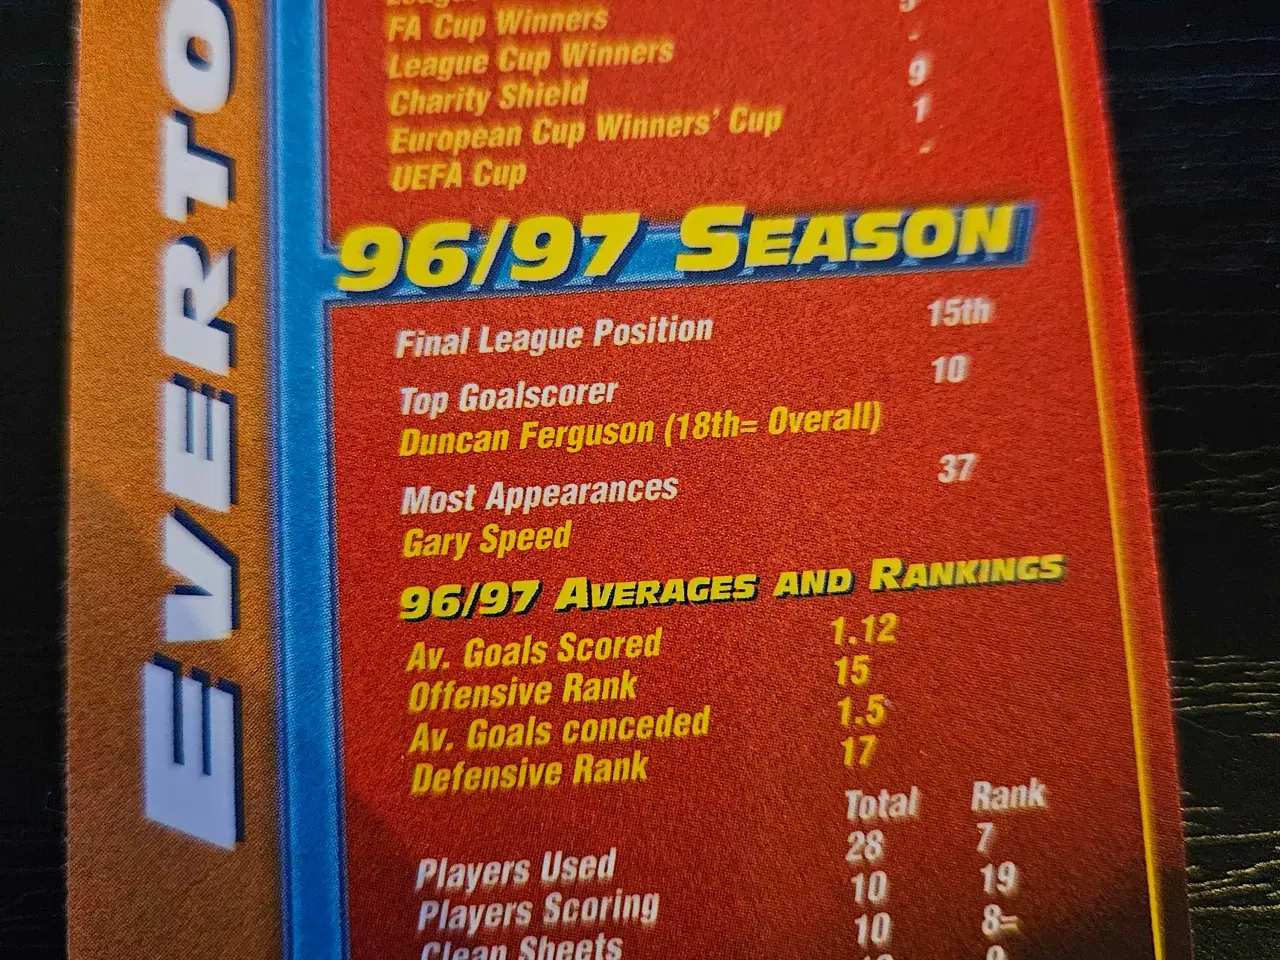 FA Cup Winners 5
League Cup Winners -
Charity Shield 9
European Cup Winners' Cup 1
UEFA Cup -
EVERTO
96/97 SEASON
Final League Position 15th
Top Goalscorer 10
Duncan Ferguson (18th= Overall)
Most Appearances 37
Gary Speed
96/97 AVERAGES AND RANKINGS
Av. Goals Scored 1.12
Offensive Rank 15
Av. Goals conceded 1.5
Defensive Rank 17
Total Rank
Players Used 28 7
Players Scoring 10 19
Clean Sheets 10 8=